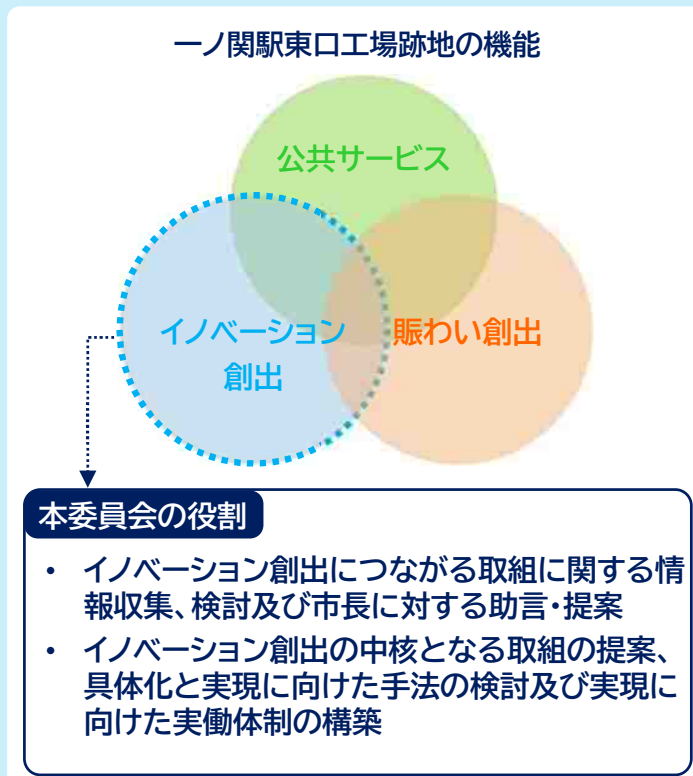 一ノ関駅東口工場跡地の機能
公共サービス
イノベーション
創出
賑わい創出
本委員会の役割
・ イノベーション創出につながる取組に関する情
報収集、検討及び市長に対する助言・提案
・ イノベーション創出の中核となる取組の提案、
具体化と実現に向けた手法の検討及び実現に
向けた実働体制の構築